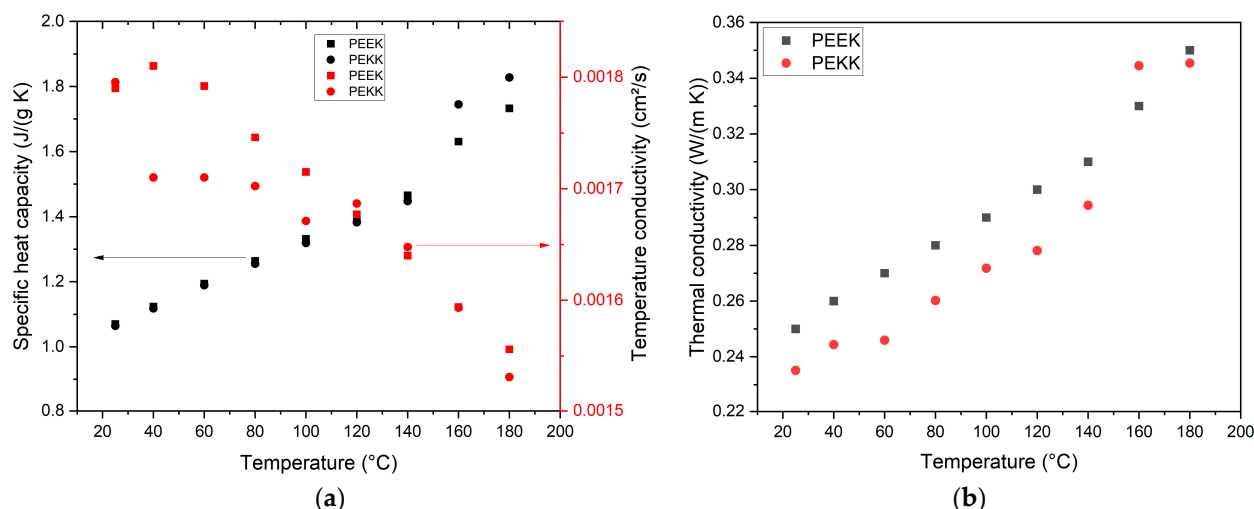 2.0
1.8
1.6
1.4
1.2
1.0
0.8
Specific heat capacity (J/(g K)
PEEK
PEKK
PEEK
PEKK
0.0018
0.0017
0.0016
0.0015
Temperature conductivity (cm²/s)
20 40 60 80 100 120 140 160 180 200
Temperature (°C)
(a)
0.36
0.34
0.32
0.30
0.28
0.26
0.24
0.22
Thermal conductivity (W/(m K))
PEEK
PEKK
20 40 60 80 100 120 140 160 180 200
Temperature (°C)
(b)